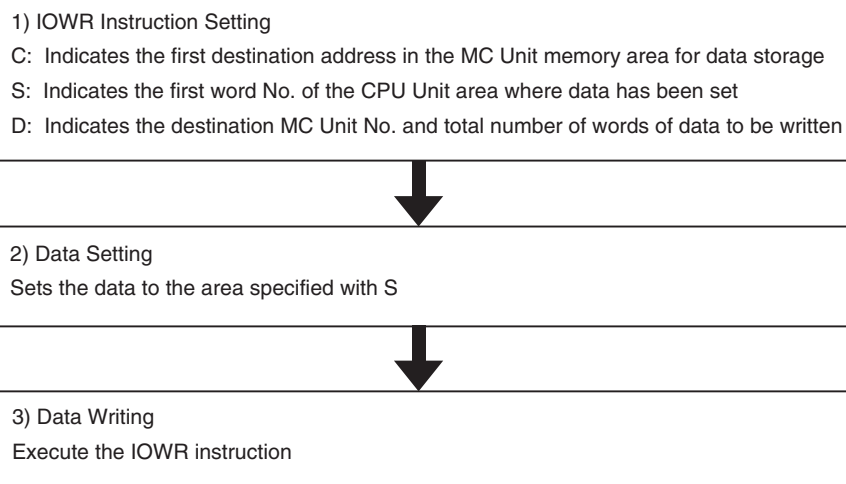 1) IOWR Instruction Setting
C: Indicates the first destination address in the MC Unit memory area for data storage
S: Indicates the first word No. of the CPU Unit area where data has been set
D: Indicates the destination MC Unit No. and total number of words of data to be written
2) Data Setting
Sets the data to the area specified with S
3) Data Writing
Execute the IOWR instruction